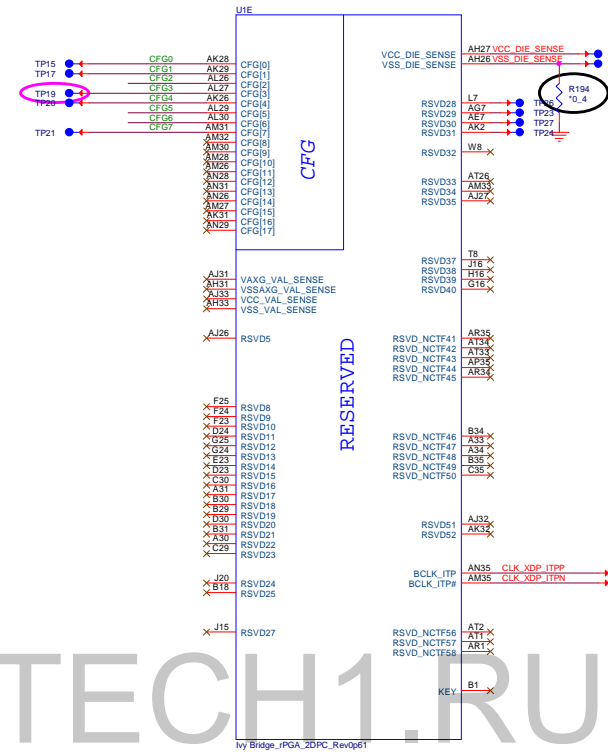 U1E
TP15 CFG0 AK28 CFG[0]
TP17 CFG1 AK29 CFG[1]
CFG2 AL26 CFG[2]
TP19 CFG3 AL27 CFG[3]
TP20 CFG4 AK26 CFG[4]
CFG5 AL29 CFG[5]
CFG6 AL30 CFG[6]
TP21 CFG7 AM31 CFG[7]
AM32 CFG[8]
AM30 CFG[9]
AM28 CFG[10]
AM26 CFG[11]
AN28 CFG[12]
AN31 CFG[13]
AN26 CFG[14]
AM27 CFG[15]
AK31 CFG[16]
AN29 CFG[17]
CFG
AJ31 VAXG_VAL_SENSE
AH31 VSSAXG_VAL_SENSE
AJ33 VCC_VAL_SENSE
AH33 VSS_VAL_SENSE
AJ26 RSVD5
RESERVED
F25 RSVD8
F24 RSVD9
F23 RSVD10
D24 RSVD11
G25 RSVD12
G24 RSVD13
E23 RSVD14
D23 RSVD15
C30 RSVD16
A31 RSVD17
B30 RSVD18
B29 RSVD19
D30 RSVD20
B31 RSVD21
A30 RSVD22
C29 RSVD23
J20 RSVD24
B18 RSVD25
J15 RSVD27
VCC_DIE_SENSE AH27 VCC_DIE_SENSE
VSS_DIE_SENSE AH26 VSS_DIE_SENSE
R194
*0_4
RSVD28 L7 TP26
RSVD29 AG7 TP23
RSVD30 AE7 TP27
RSVD31 AK2 TP24
RSVD32 W8
RSVD33 AT26
RSVD34 AM33
RSVD35 AJ27
RSVD37 T8
RSVD38 J16
RSVD39 H16
RSVD40 G16
RSVD_NCTF41 AR35
RSVD_NCTF42 AT34
RSVD_NCTF43 AT33
RSVD_NCTF44 AP35
RSVD_NCTF45 AR34
RSVD_NCTF46 B34
RSVD_NCTF47 A33
RSVD_NCTF48 A34
RSVD_NCTF49 B35
RSVD_NCTF50 C35
RSVD51 AJ32
RSVD52 AK32
BCLK_ITP AN35 CLK_XDP_ITPP
BCLK_ITP# AM35 CLK_XDP_ITPN
RSVD_NCTF56 AT2
RSVD_NCTF57 AT1
RSVD_NCTF58 AR1
KEY B1
TECH1.RU
Ivy Bridge_rPGA_2DPC_Rev0p61